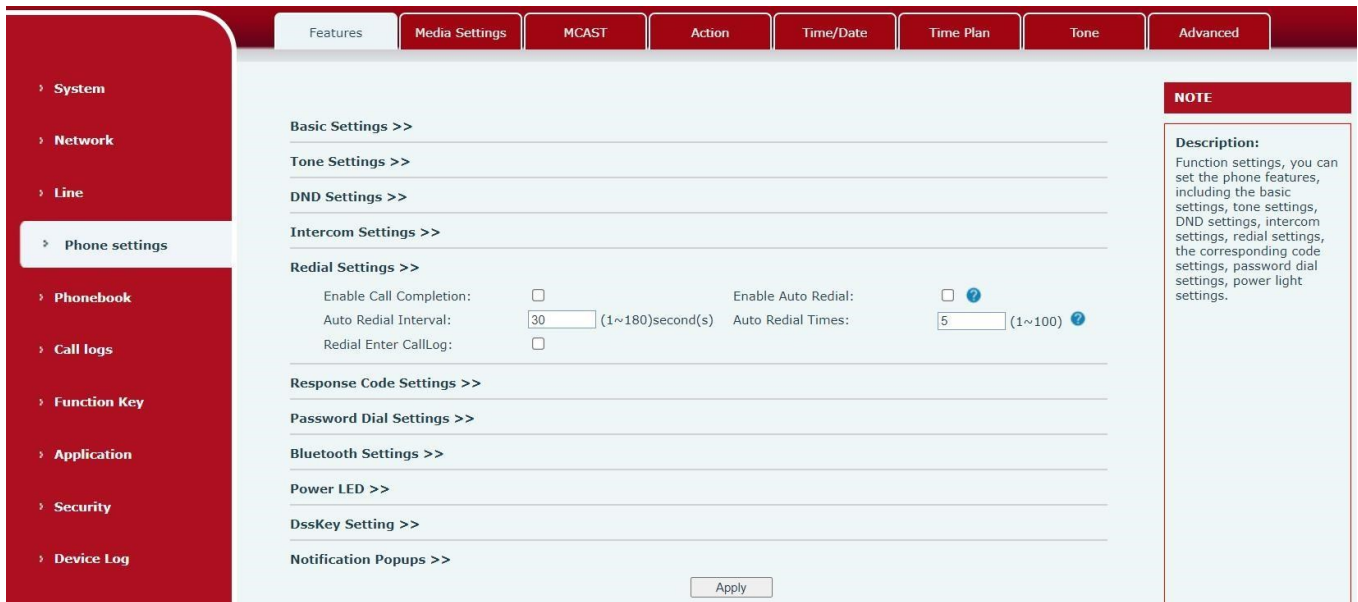 Features
Media Settings
MCAST
Action
Time/Date
Time Plan
Tone
Advanced
› System
› Network
› Line
› Phone settings
› Phonebook
› Call logs
› Function Key
› Application
› Security
› Device Log
Basic Settings >>
Tone Settings >>
DND Settings >>
Intercom Settings >>
Redial Settings >>
Enable Call Completion:
Enable Auto Redial:
?
Auto Redial Interval: 30 (1~180)second(s)
Auto Redial Times: 5 (1~100) ?
Redial Enter CallLog:
Response Code Settings >>
Password Dial Settings >>
Bluetooth Settings >>
Power LED >>
DssKey Setting >>
Notification Popups >>
Apply
NOTE
Description:
Function settings, you can
set the phone features,
including the basic
settings, tone settings,
DND settings, intercom
settings, redial settings,
the corresponding code
settings, password dial
settings, power light
settings.